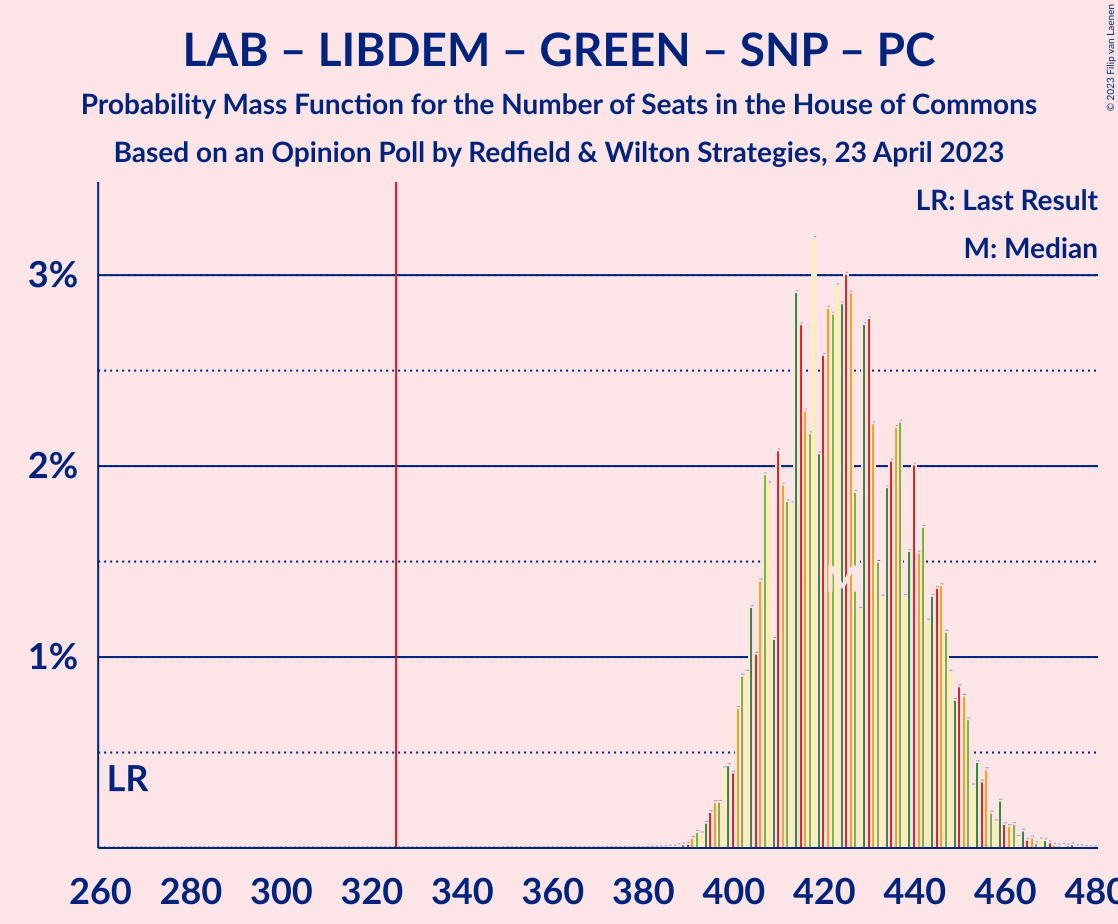 LAB – LIBDEM – GREEN – SNP – PC
Probability Mass Function for the Number of Seats in the House of Commons
Based on an Opinion Poll by Redfield & Wilton Strategies, 23 April 2023
© 2023 Filip van Laenen
LR: Last Result
M: Median
3%
2%
1%
M
LR
260 280 300 320 340 360 380 400 420 440 460 480